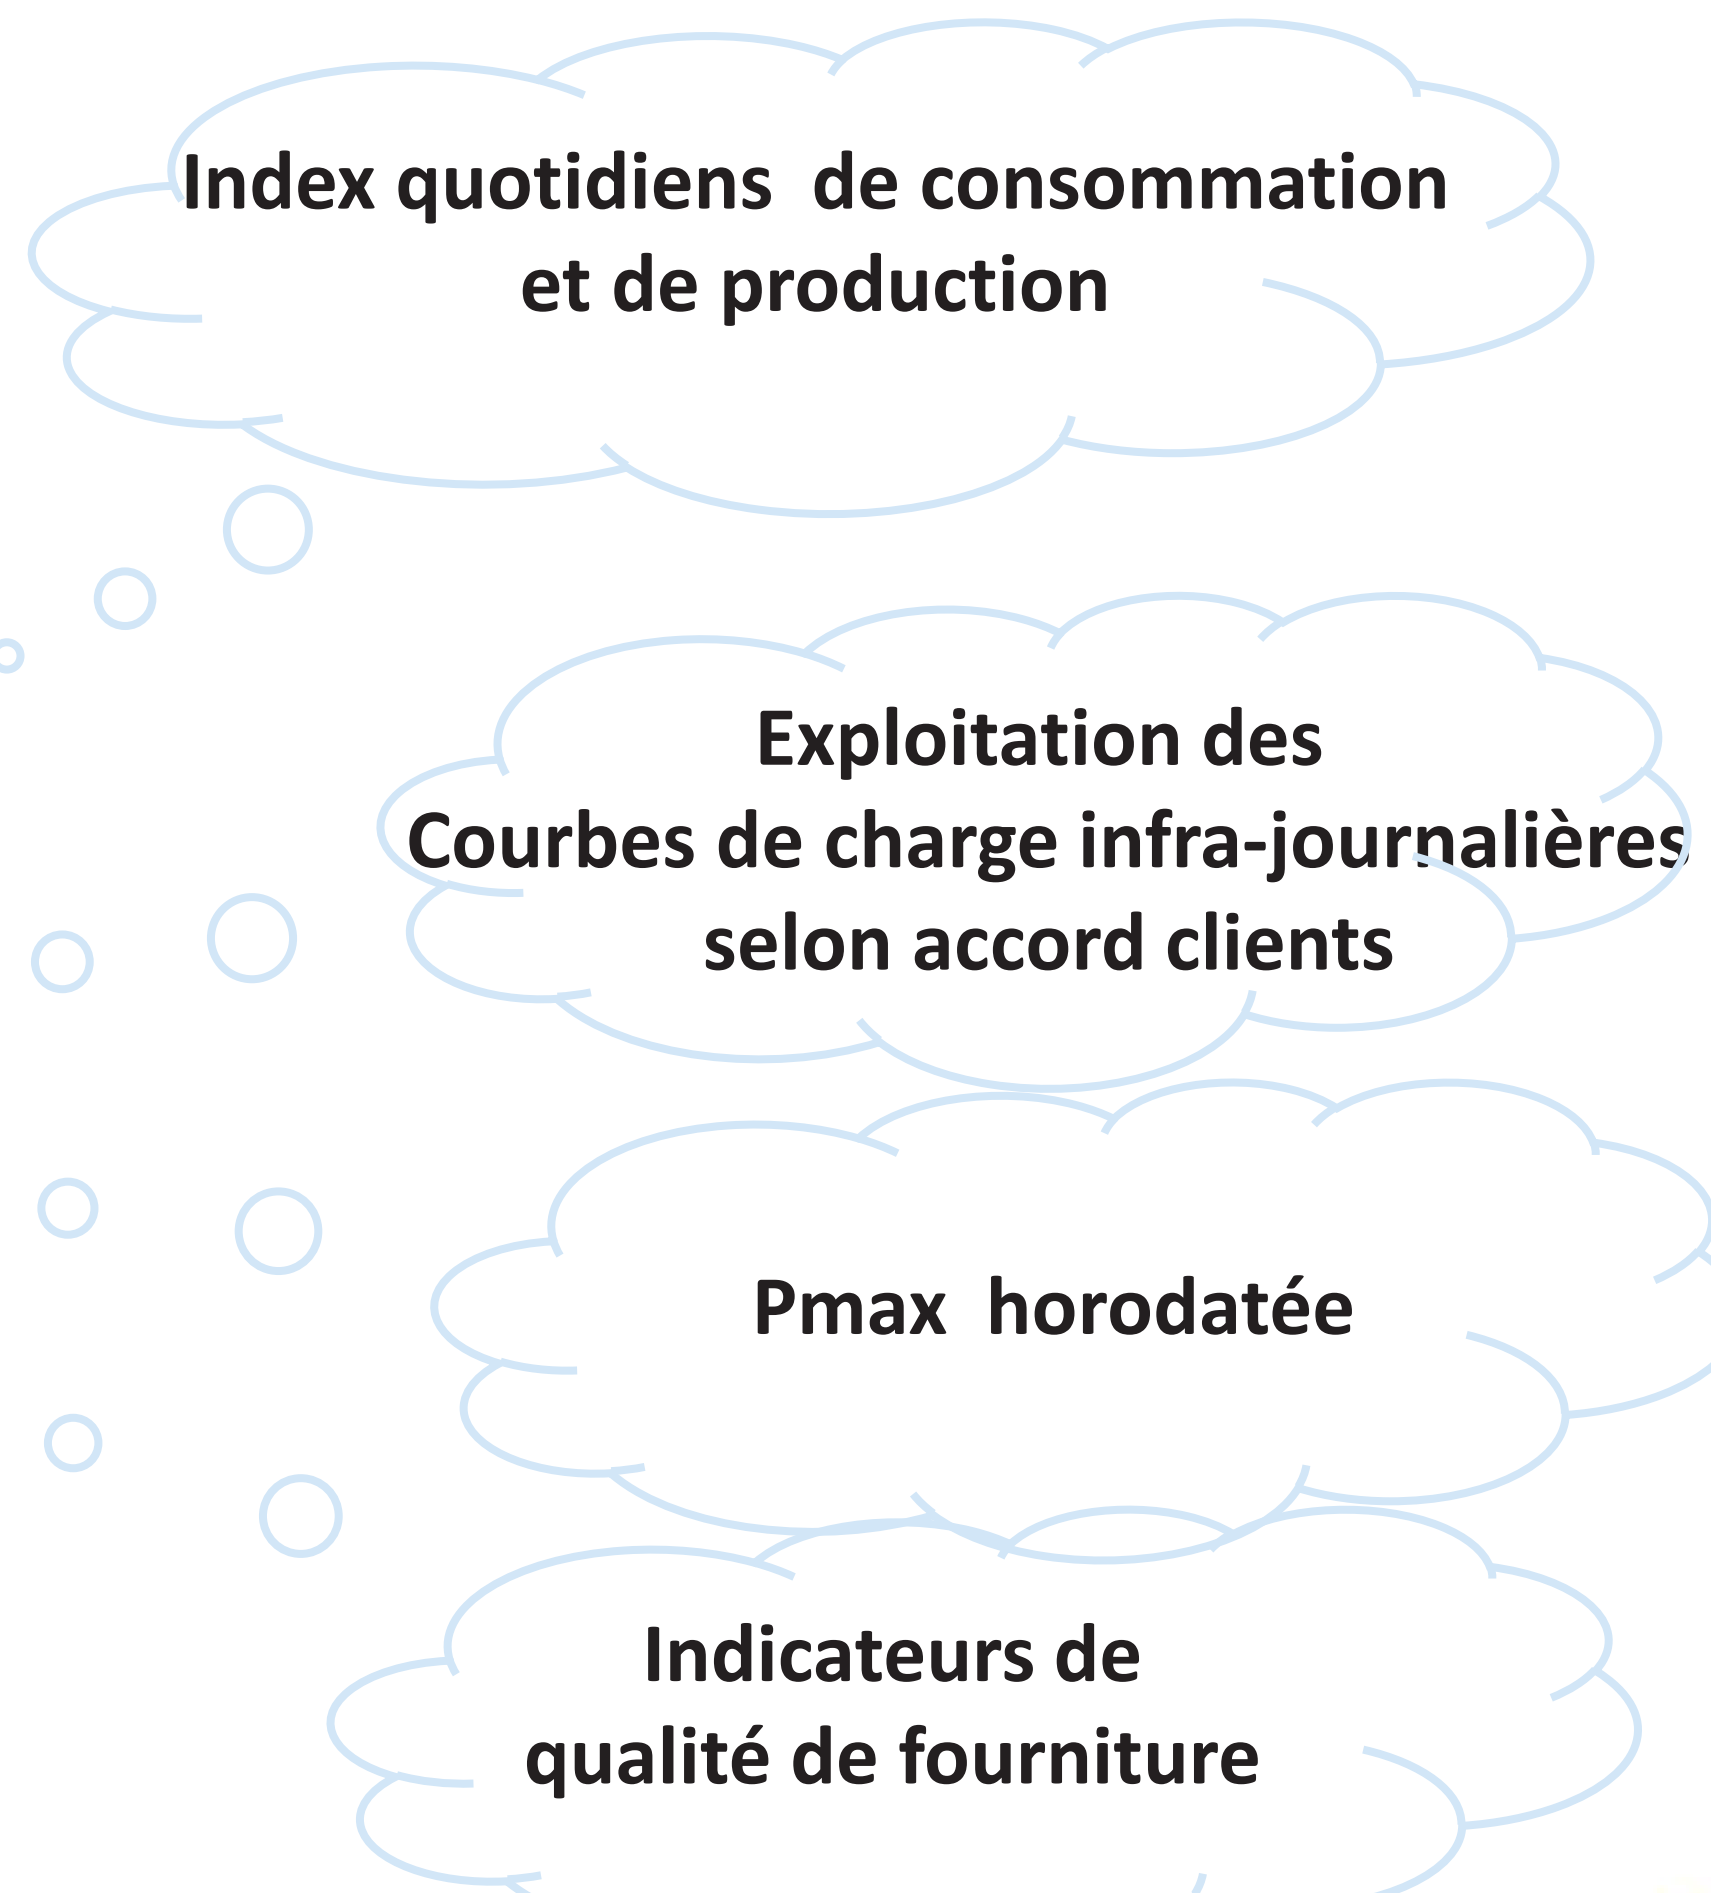 Index quotidiens de consommation
et de production
Exploitation des
Courbes de charge infra-journalières
selon accord clients
Pmax horodatée
Indicateurs de
qualité de fourniture